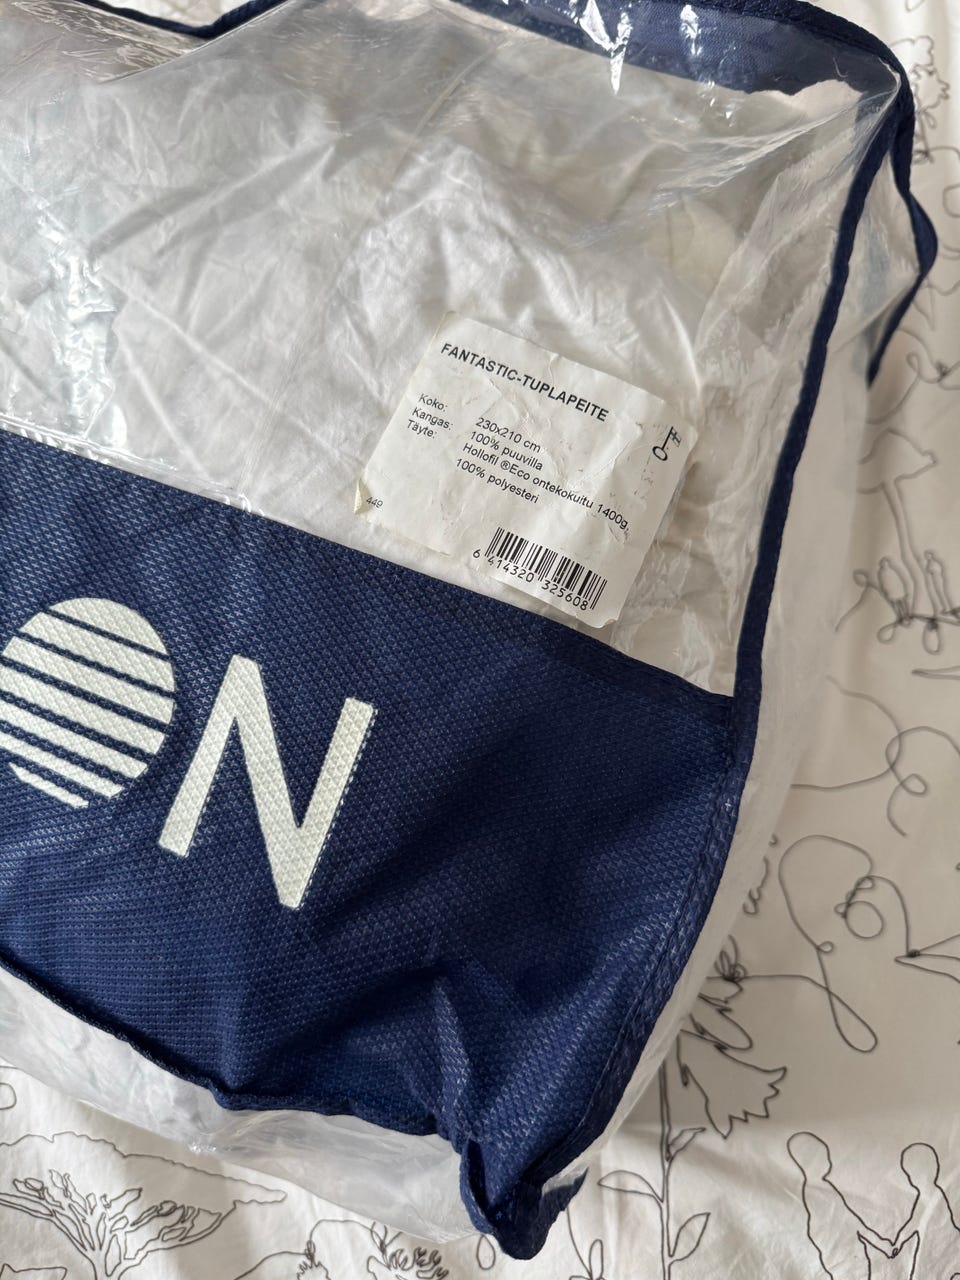 FANTASTIC-TUPLAPEITE
Koko: 230x210 cm
Kangas: 100% puuvilla
Täyte: Hollofil ®Eco ontekokuitu 1400g,
100% polyesteri
449
6 414320 325608
ON